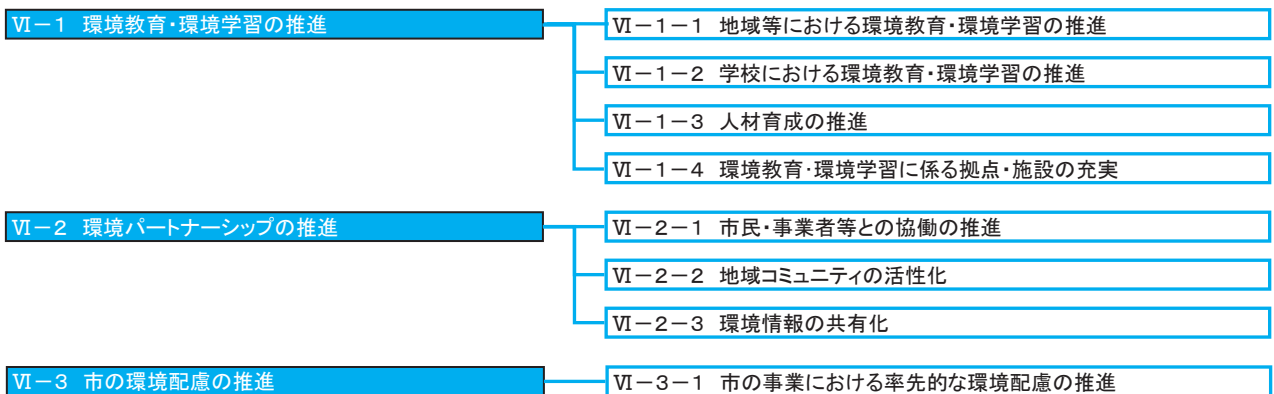 Ⅵ－1 環境教育・環境学習の推進
Ⅵ－1－1 地域等における環境教育・環境学習の推進
Ⅵ－1－2 学校における環境教育・環境学習の推進
Ⅵ－1－3 人材育成の推進
Ⅵ－1－4 環境教育・環境学習に係る拠点・施設の充実
Ⅵ－2 環境パートナーシップの推進
Ⅵ－2－1 市民・事業者等との協働の推進
Ⅵ－2－2 地域コミュニティの活性化
Ⅵ－2－3 環境情報の共有化
Ⅵ－3 市の環境配慮の推進
Ⅵ－3－1 市の事業における率先的な環境配慮の推進